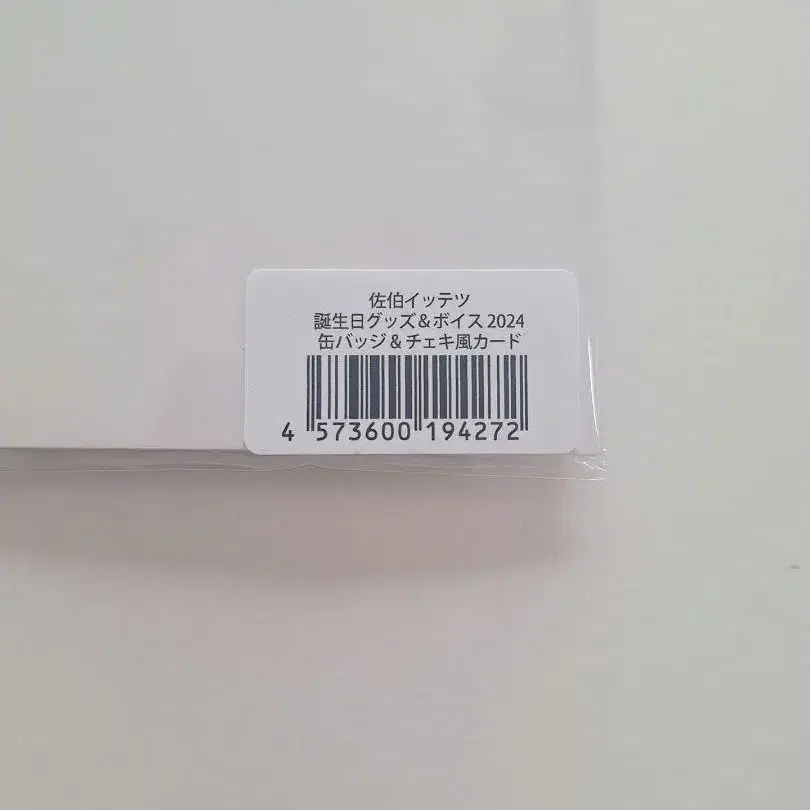 佐伯イッテツ
誕生日グッズ&ボイス 2024
缶バッジ & チェキ風カード
4 573600 194272